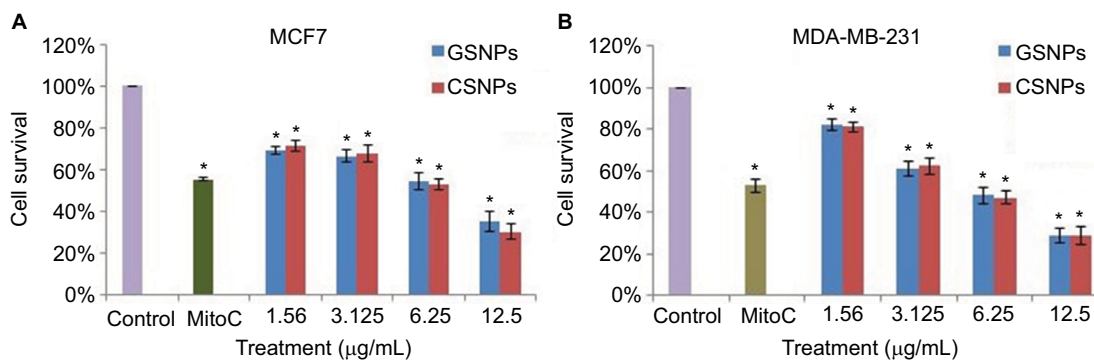 A
MCF7
120%
100%
80%
60%
40%
20%
0%
Cell survival
GSNPs
CSNPs
*
* *
* *
* *
* *
Control MitoC 1.56 3.125 6.25 12.5
Treatment (μg/mL)
B
MDA-MB-231
120%
100%
80%
60%
40%
20%
0%
Cell survival
GSNPs
CSNPs
*
* *
* *
* *
* *
Control MitoC 1.56 3.125 6.25 12.5
Treatment (μg/mL)